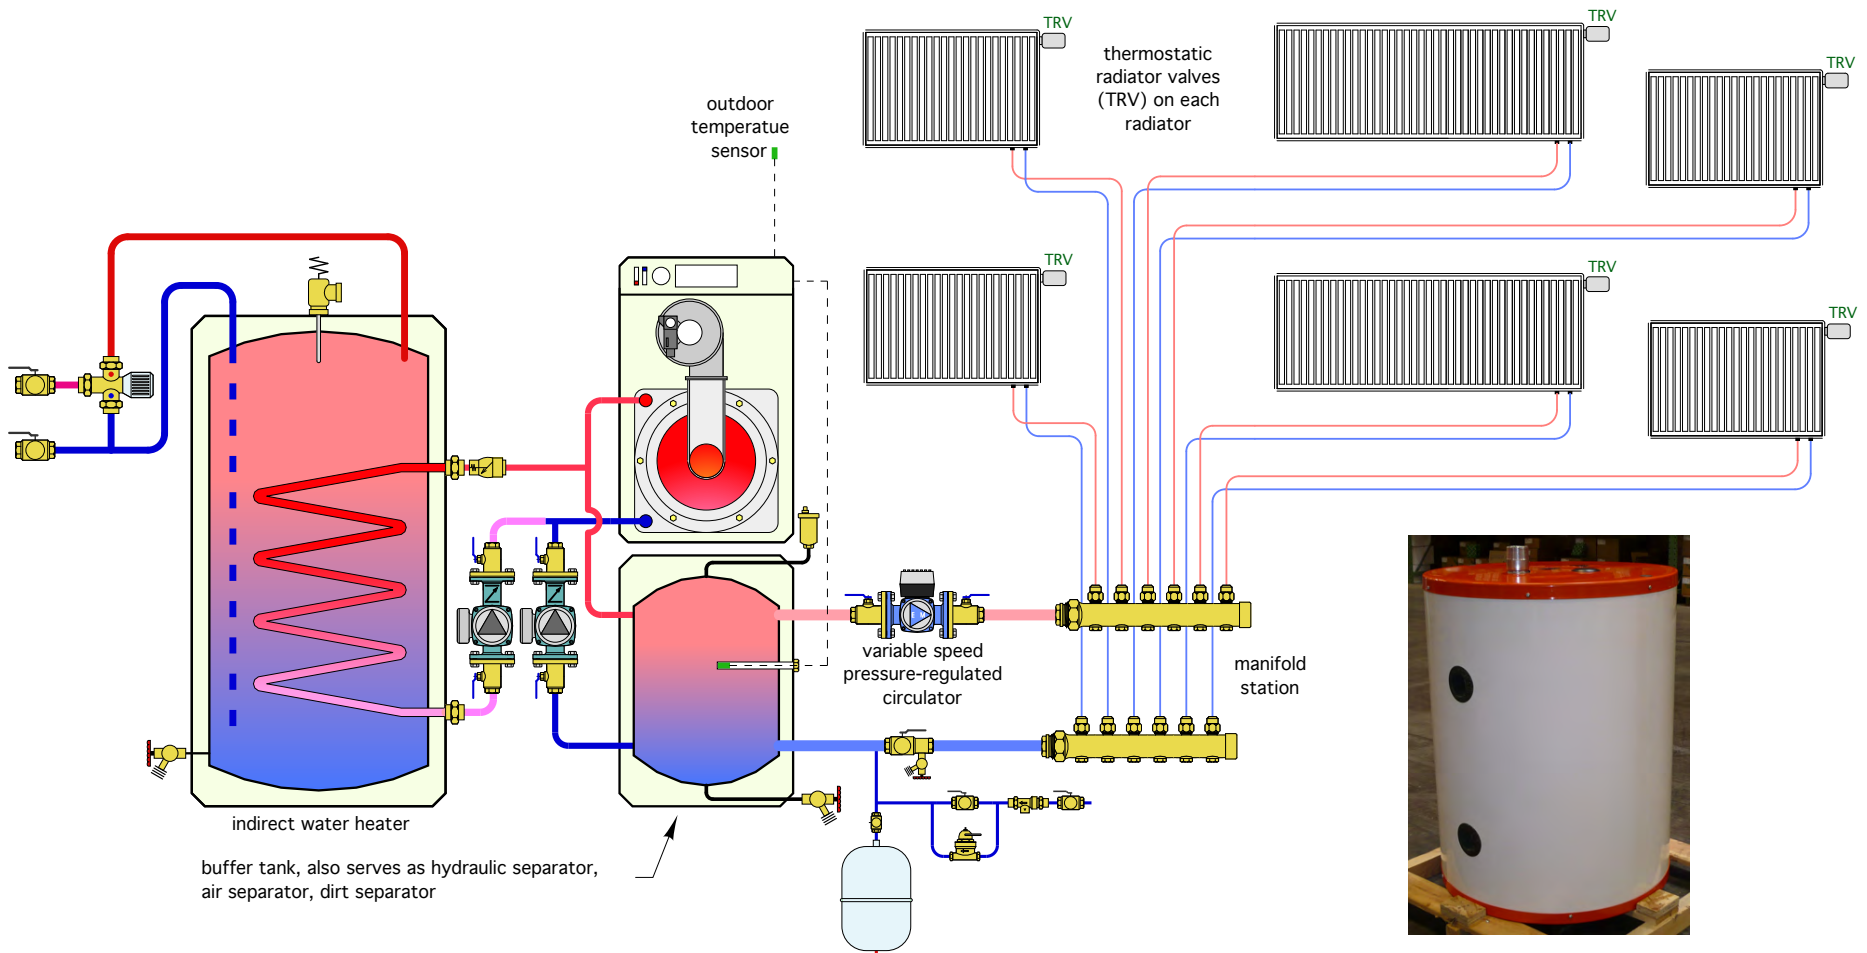 TRV
TRV
TRV
thermostatic
radiator valves
(TRV) on each
radiator
outdoor
temperatue
sensor
TRV
TRV
TRV
variable speed
pressure-regulated
circulator
manifold
station
indirect water heater
buffer tank, also serves as hydraulic separator,
air separator, dirt separator